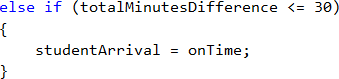 else if (totalMinutesDifference <= 30)
{
    studentArrival = onTime;
}